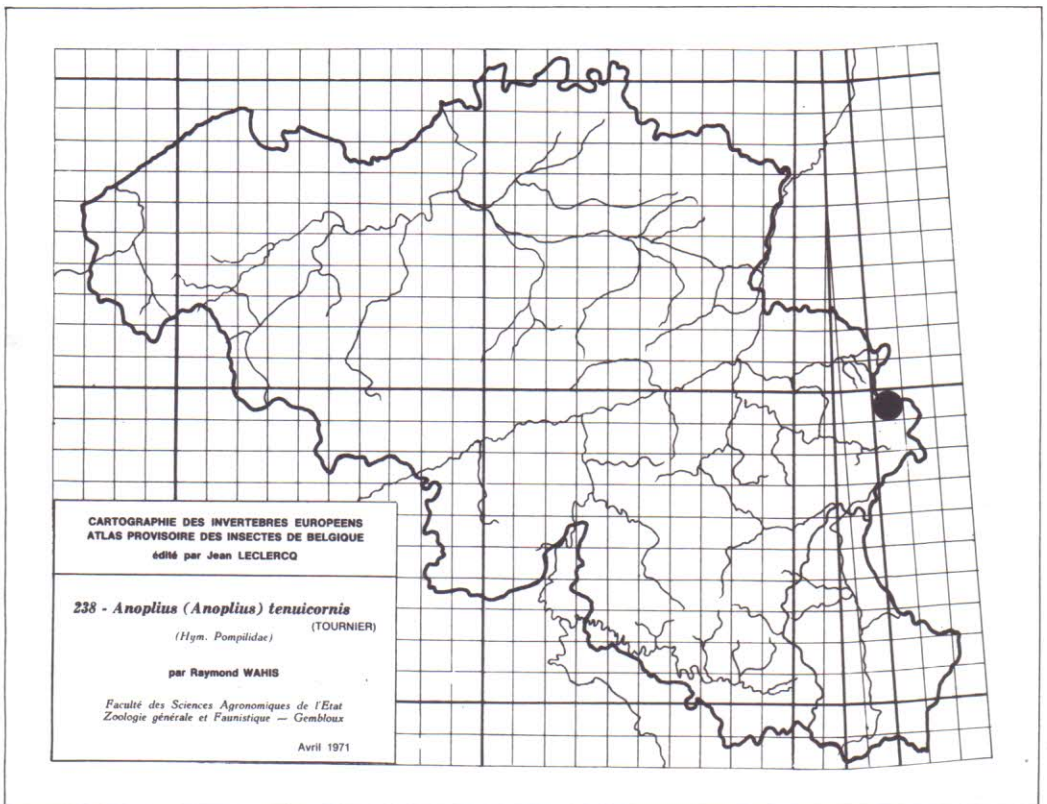 CARTOGRAPHIE DES INVERTEBRES EUROPEENS
ATLAS PROVISOIRE DES INSECTES DE BELGIQUE
édité par Jean LECLERCQ
238 - Anoplius (Anoplius) tenuicornis
(TOURNIER)
(Hym. Pompilidae)
par Raymond WAHIS
Faculté des Sciences Agronomiques de l'Etat
Zoologie générale et Faunistique — Gembloux
Avril 1971